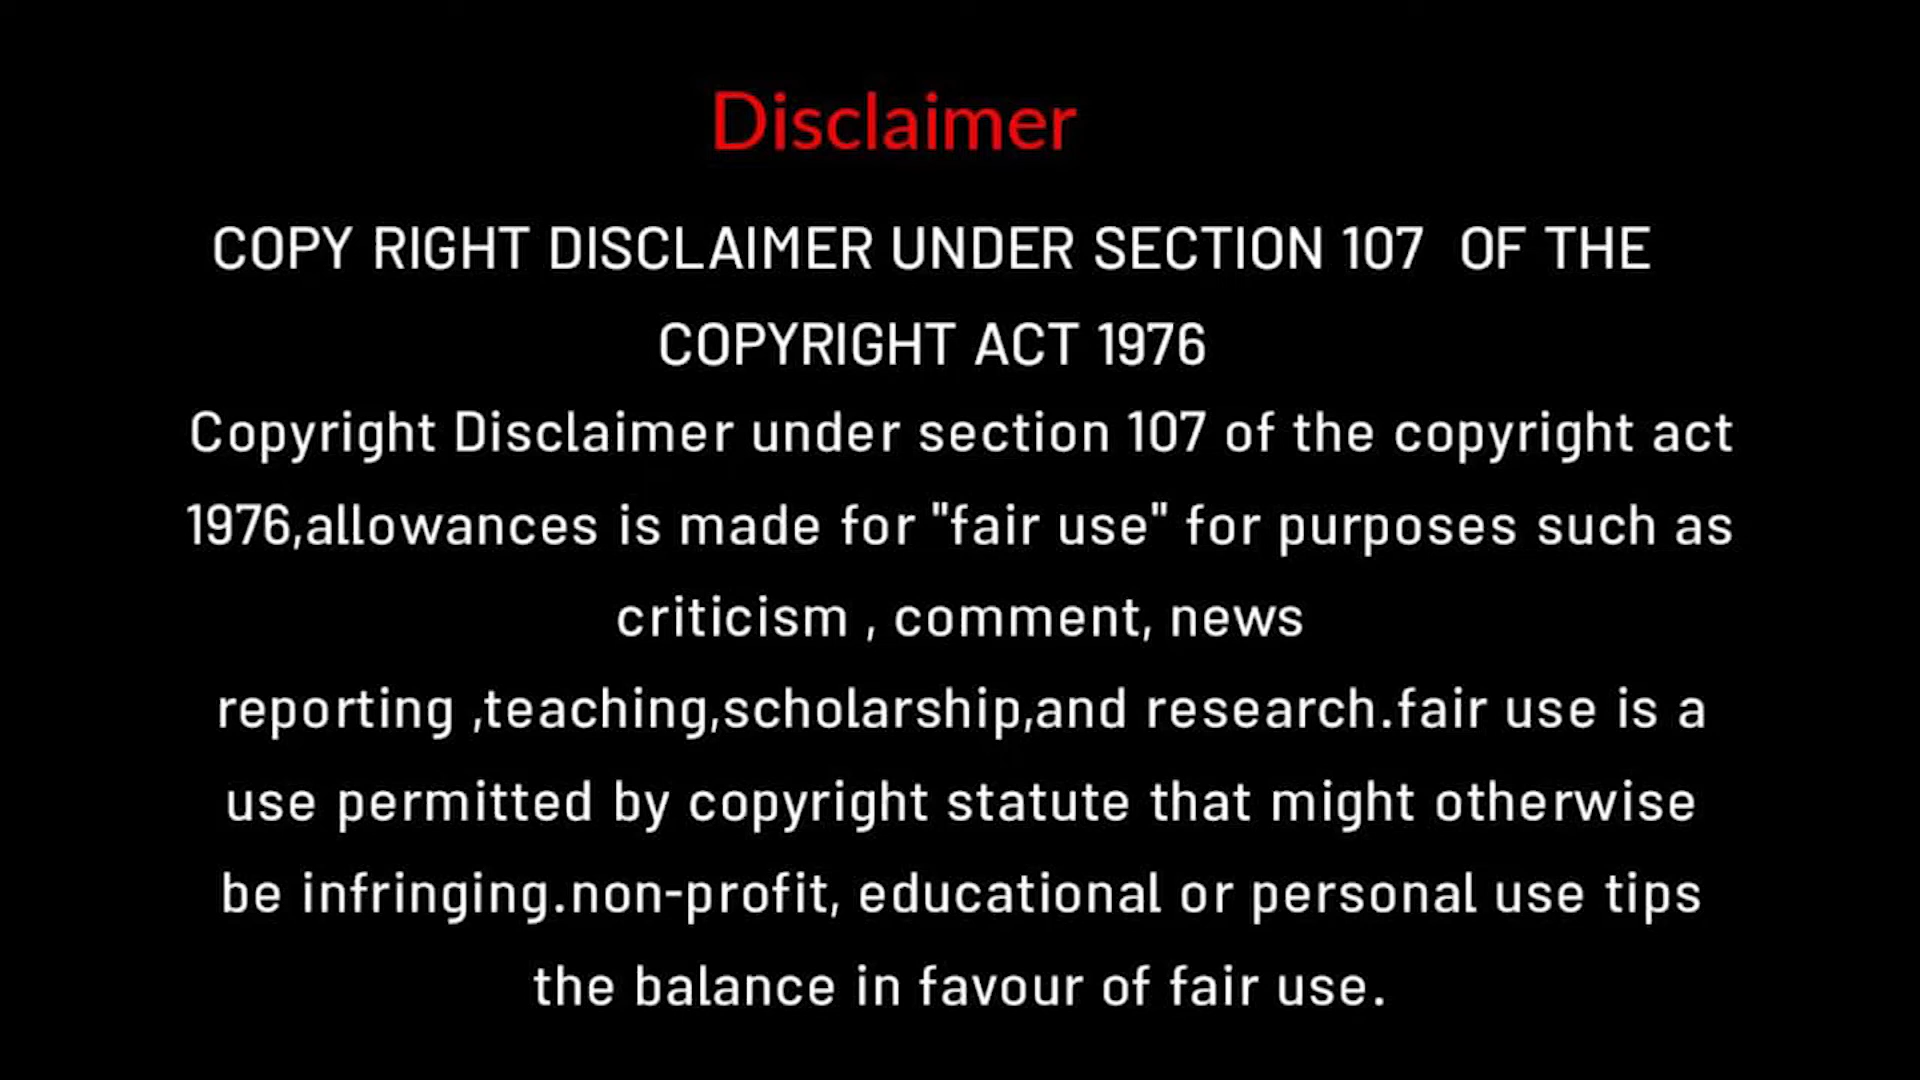 Disclaimer
COPY RIGHT DISCLAIMER UNDER SECTION 107 OF THE
COPYRIGHT ACT 1976
Copyright Disclaimer under section 107 of the copyright act
1976,allowances is made for "fair use" for purposes such as
criticism , comment, news
reporting ,teaching,scholarship,and research.fair use is a
use permitted by copyright statute that might otherwise
be infringing.non-profit, educational or personal use tips
the balance in favour of fair use.